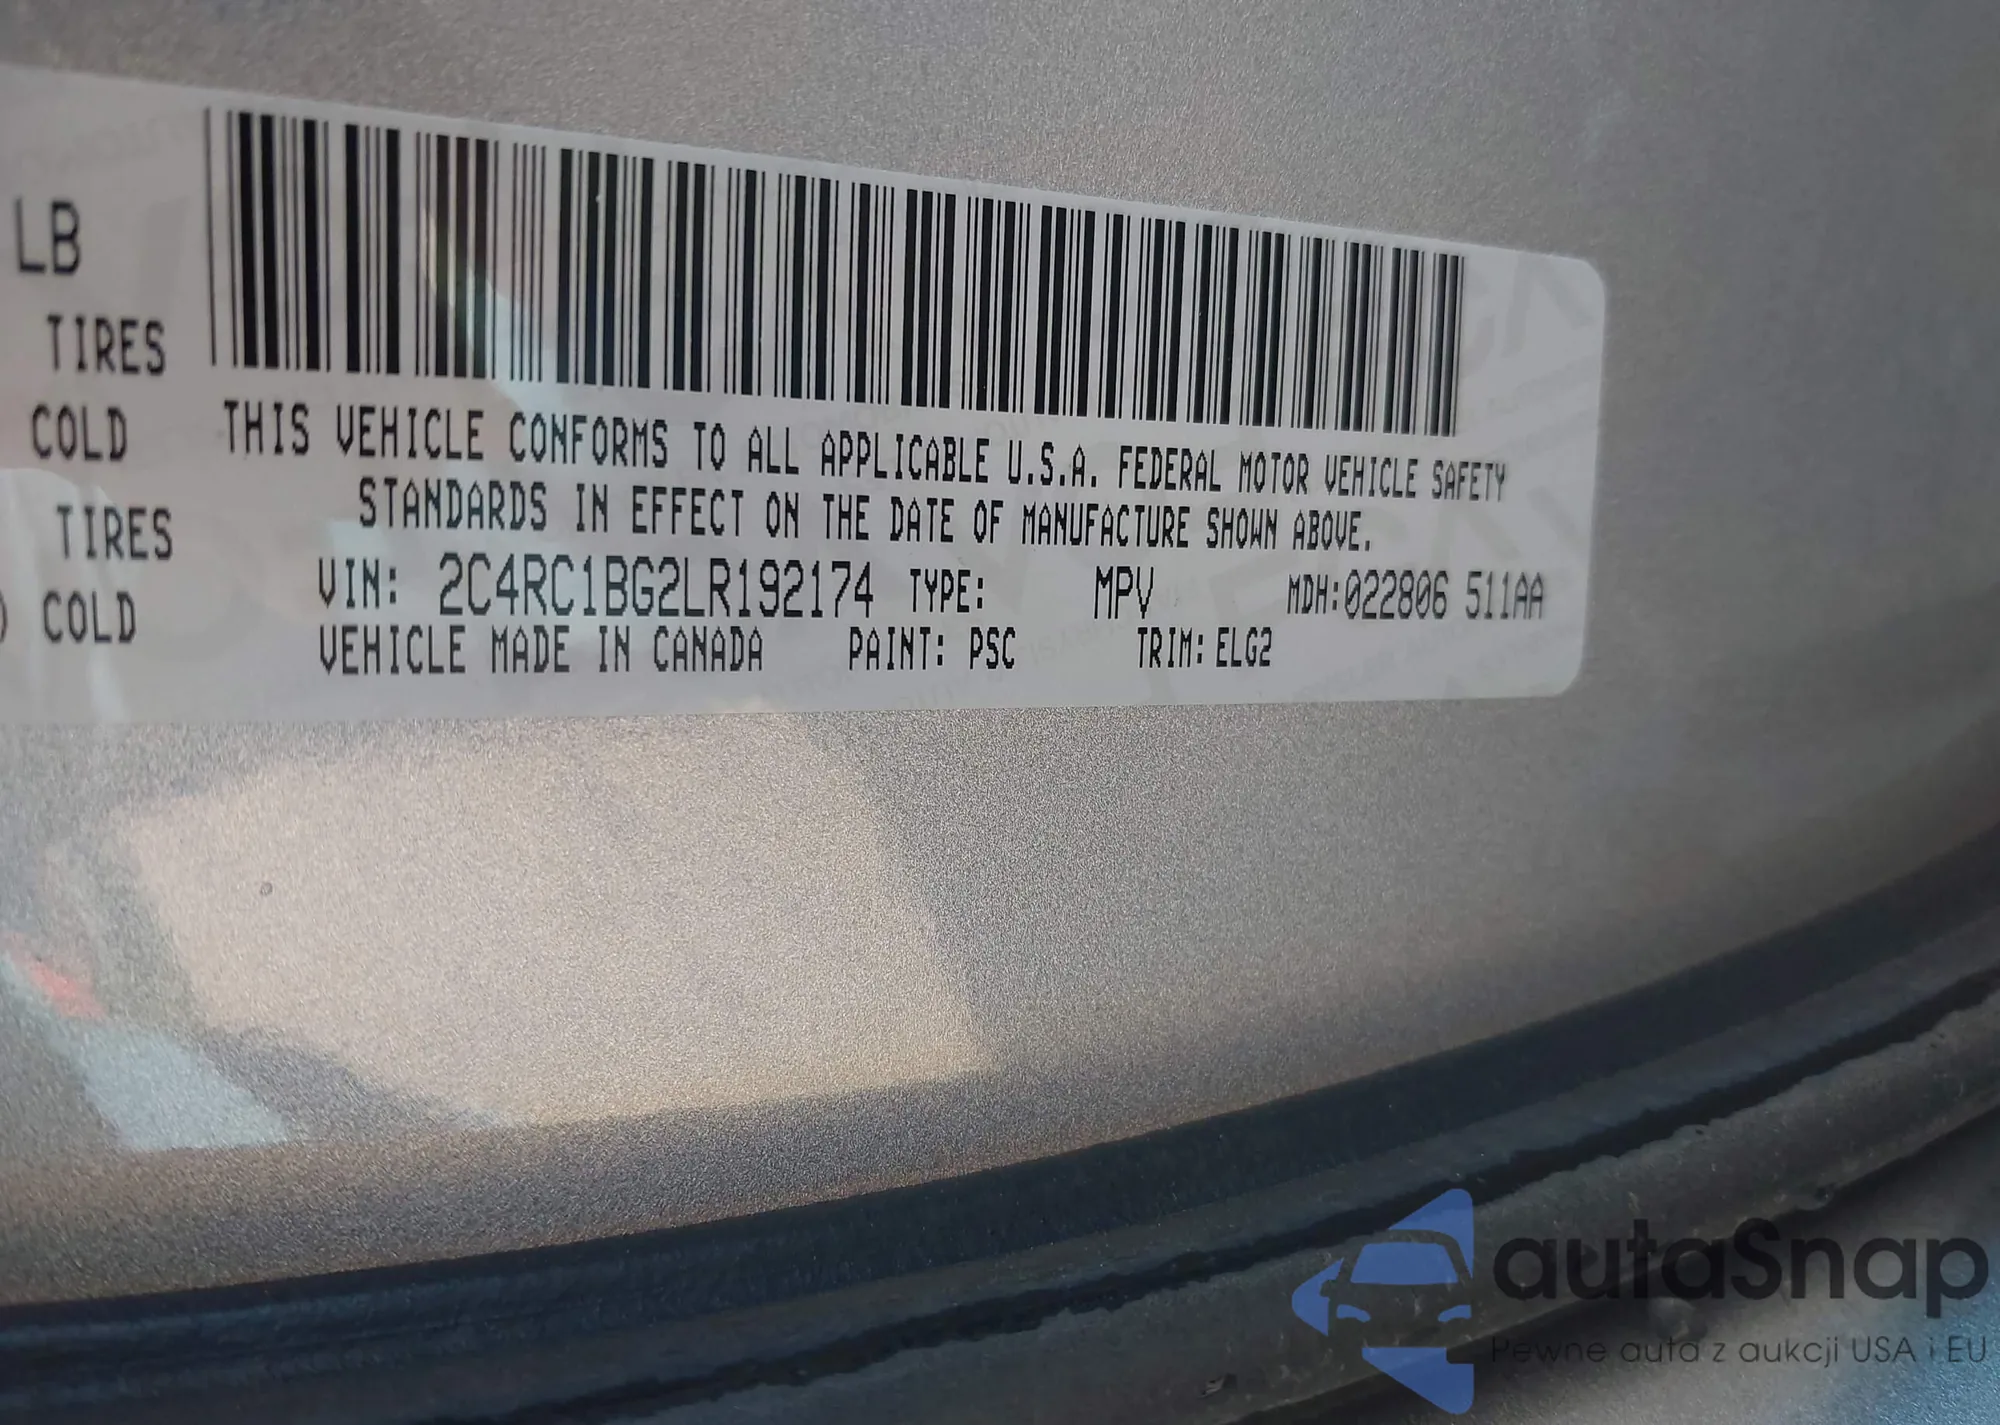 LB
TIRES
COLD
TIRES
) COLD
THIS VEHICLE CONFORMS TO ALL APPLICABLE U.S.A. FEDERAL MOTOR VEHICLE SAFETY
STANDARDS IN EFFECT ON THE DATE OF MANUFACTURE SHOWN ABOVE.
VIN: 2C4RC1BG2LR192174 TYPE: MPV MDH:022806 511AA
VEHICLE MADE IN CANADA PAINT: PSC TRIM: ELG2
autaSnap
Pewne auta z aukcji USA i EU